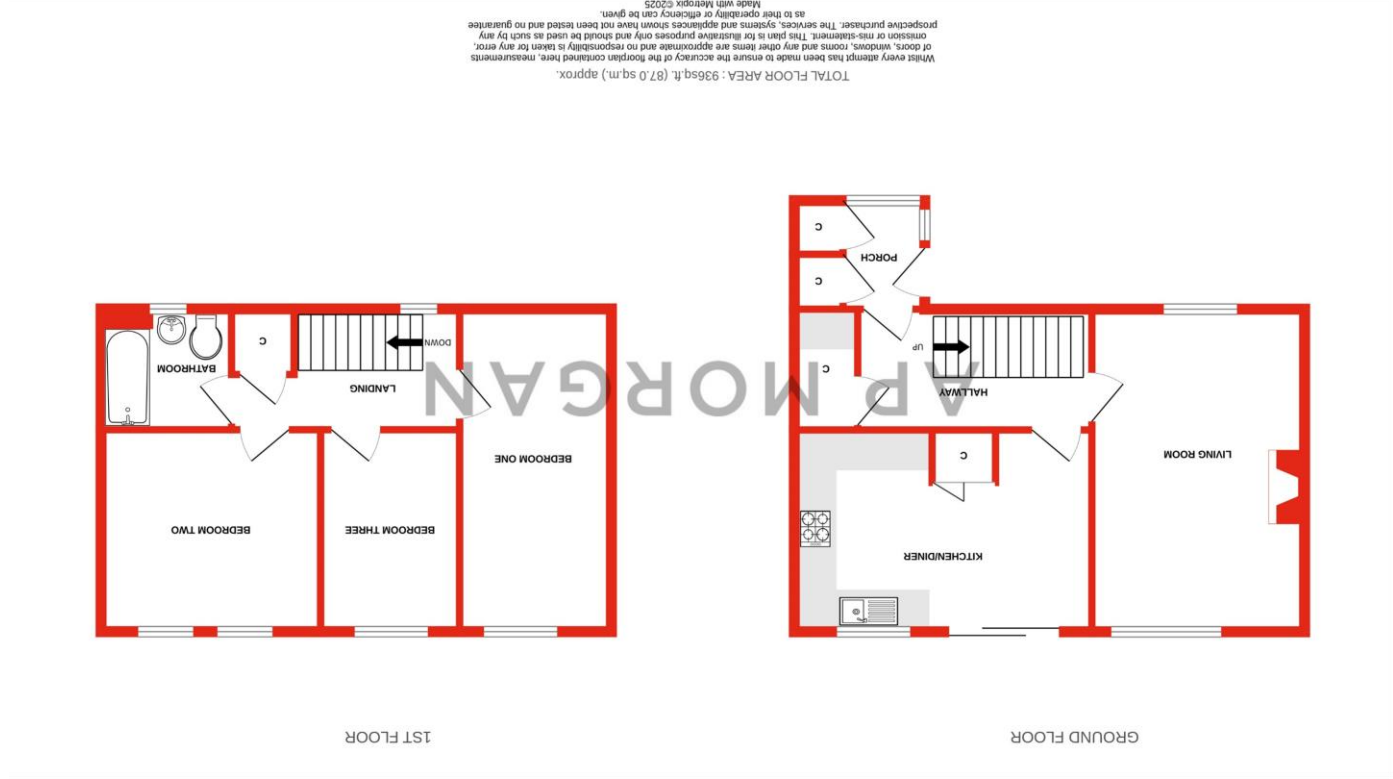 GROUND FLOOR
1ST FLOOR
KITCHEN/DINER
LIVING ROOM
C
HALLWAY
C
UP
C
PORCH
C
BEDROOM TWO
BEDROOM THREE
BEDROOM ONE
LANDING
BATHROOM
C
DOWN
AP MORGAN
TOTAL FLOOR AREA : 936sq.ft. (87.0 sq.m.) approx.
Whilst every attempt has been made to ensure the accuracy of the floorplan contained here, measurements
of doors, windows, rooms and any other items are approximate and no responsibility is taken for any error,
omission or mis-statement. This plan is for illustrative purposes only and should be used as such by any
prospective purchaser. The services, systems and appliances shown have not been tested and no guarantee
as to their operability or efficiency can be given.
Made with Metropix ©2025